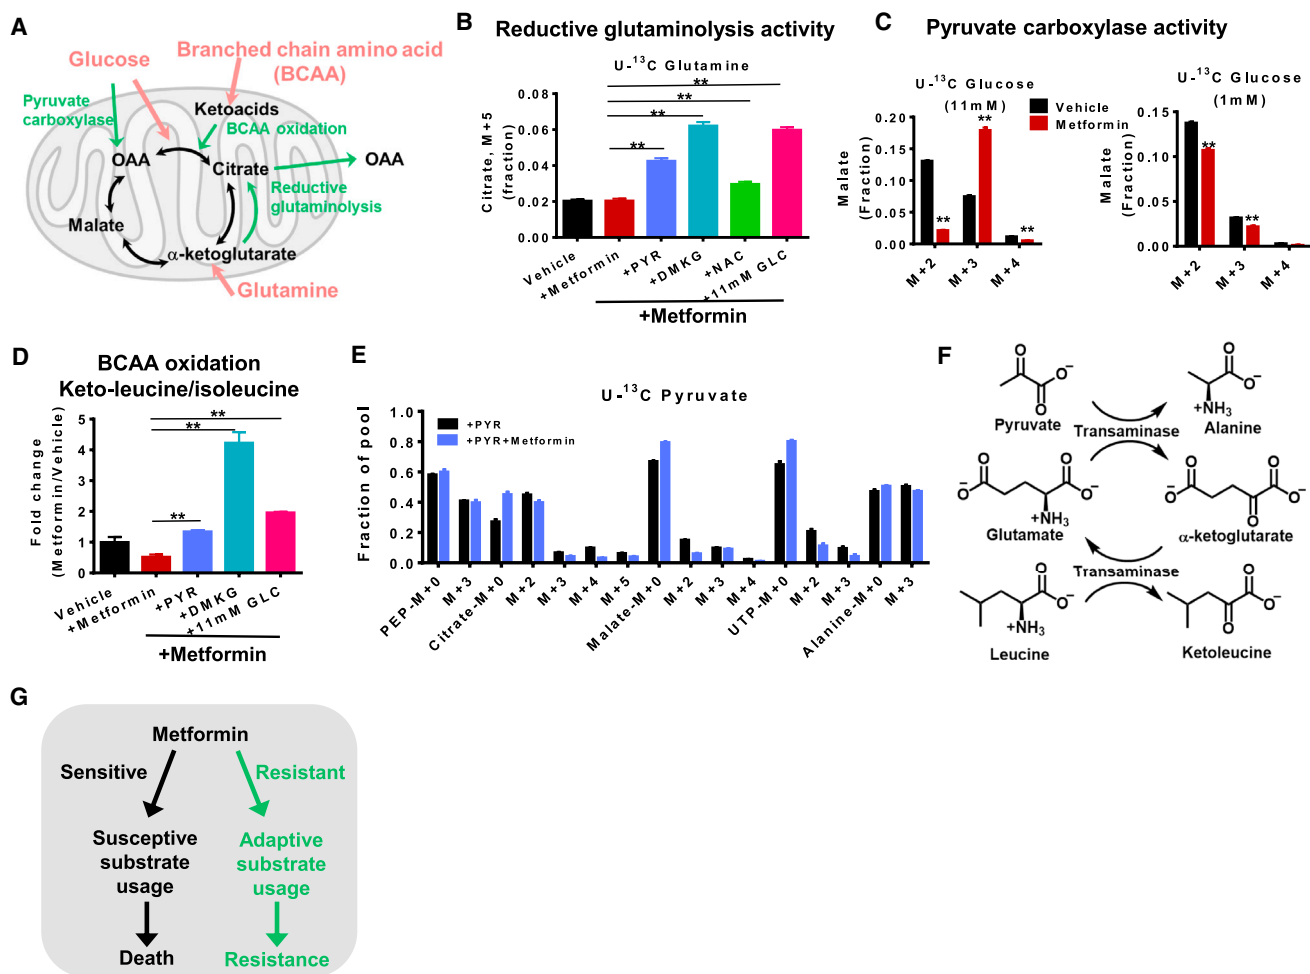 A
Branched chain amino acid
(BCAA)
Glucose
Pyruvate
carboxylase
Ketoacids
BCAA oxidation
OAA
Citrate
OAA
Reductive
glutaminolysis
Malate
α-ketoglutarate
Glutamine
B
Reductive glutaminolysis activity
U-¹³C Glutamine
**
**
**
**
Citrate, M+5
(fraction)
0.08
0.06
0.04
0.02
0.00
Vehicle
+Metformin
+PYR
+DMKG
+NAC
+11mM GLC
+Metformin
C
Pyruvate carboxylase activity
U-¹³C Glucose
(11mM)
Vehicle
Metformin
Malate
(Fraction)
0.20
0.15
0.10
0.05
0.00
**
**
**
M+2
M+3
M+4
U-¹³C Glucose
(1mM)
Malate
(Fraction)
0.15
0.10
0.05
0.00
**
**
M+2
M+3
M+4
D
BCAA oxidation
Keto-leucine/isoleucine
Fold change
(Metformin/Vehicle)
5
4
3
2
1
0
**
**
**
Vehicle
+Metformin
+PYR
+DMKG
+11mM GLC
+Metformin
E
U-¹³C Pyruvate
+PYR
+PYR+Metformin
Fraction of pool
1.0
0.8
0.6
0.4
0.2
0.0
PEP-M+0
M+3
Citrate-M+0
M+2
M+3
M+4
M+5
Malate-M+0
M+2
M+3
M+4
UTP-M+0
M+2
M+3
Alanine-M+0
M+3
F
O
O⁻
O
Pyruvate
Transaminase
O
O⁻
+NH₃
Alanine
O
O
⁻O
O⁻
+NH₃
Glutamate
O
O
⁻O
O⁻
O
α-ketoglutarate
Transaminase
O
O⁻
+NH₃
Leucine
O
O⁻
O
Ketoleucine
G
Metformin
Sensitive
Resistant
Susceptive
substrate
usage
Adaptive
substrate
usage
Death
Resistance